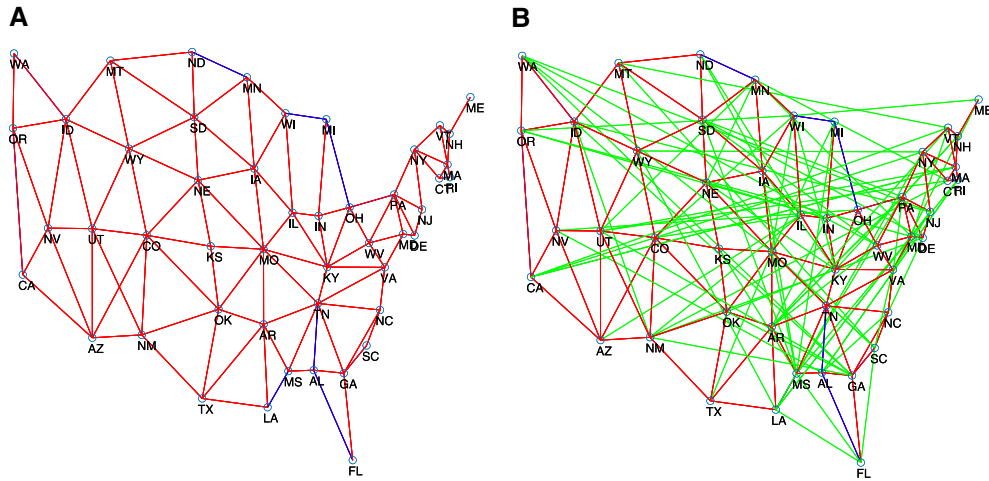 A
WA
MT
ND
MN
ME
ID
OR
SD
WI
MI
VT
NH
NY
WY
IA
NE
MA
CT
RI
PA
OH
NJ
IL
IN
NV
UT
CO
KS
MO
WV
MD
DE
KY
VA
CA
OK
TN
NC
AR
AZ
NM
SC
MS
AL
GA
TX
LA
FL
B
WA
MT
ND
MN
ME
ID
OR
SD
WI
MI
VT
NH
NY
WY
IA
NE
MA
CT
RI
PA
OH
NJ
IL
IN
NV
UT
CO
KS
MO
WV
MD
DE
KY
VA
CA
OK
TN
NC
AR
AZ
NM
SC
MS
AL
GA
TX
LA
FL